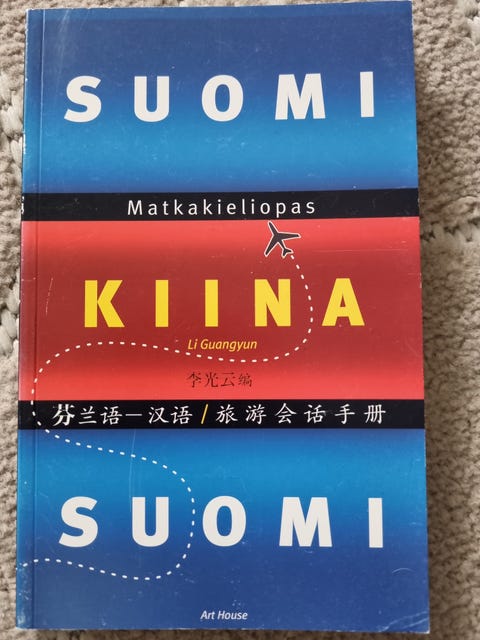 SUOMI
Matkakieliopas
KIINA
Li Guangyun
李光云编
芬兰语—汉语/旅游会话手册
SUOMI
Art House